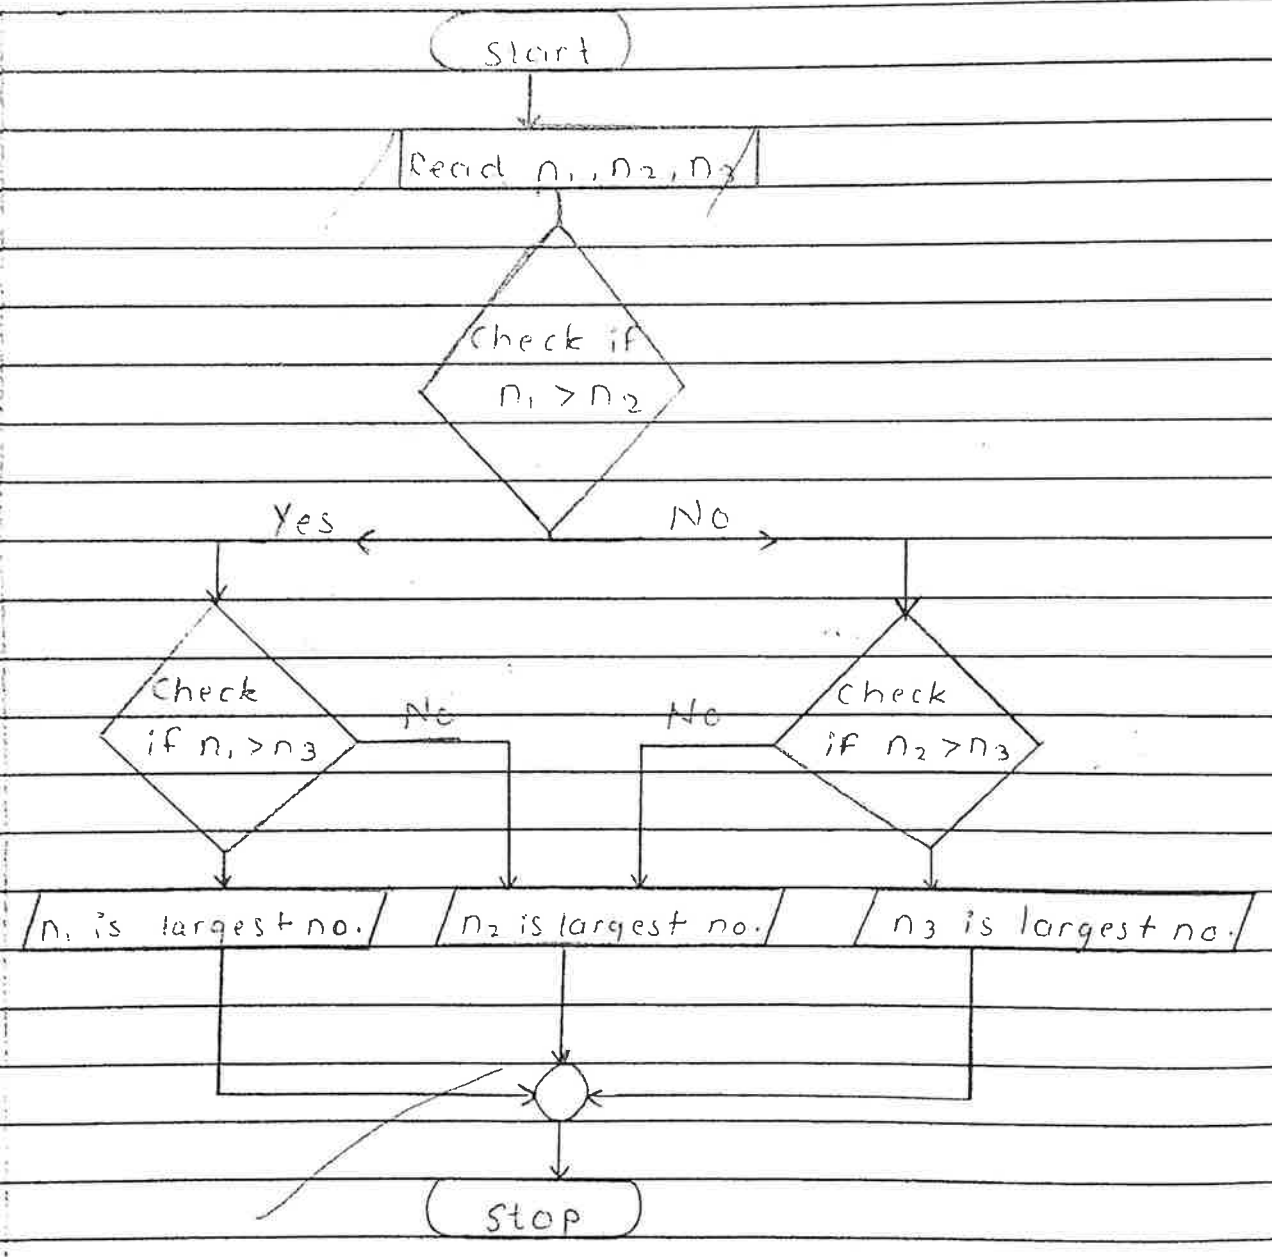 Start
Read n1, n2, n3
Check if
n1 > n2
Yes
No
Check
if n1 > n3
No
No
Check
if n2 > n3
n1 is largest no.
n2 is largest no.
n3 is largest no.
Stop